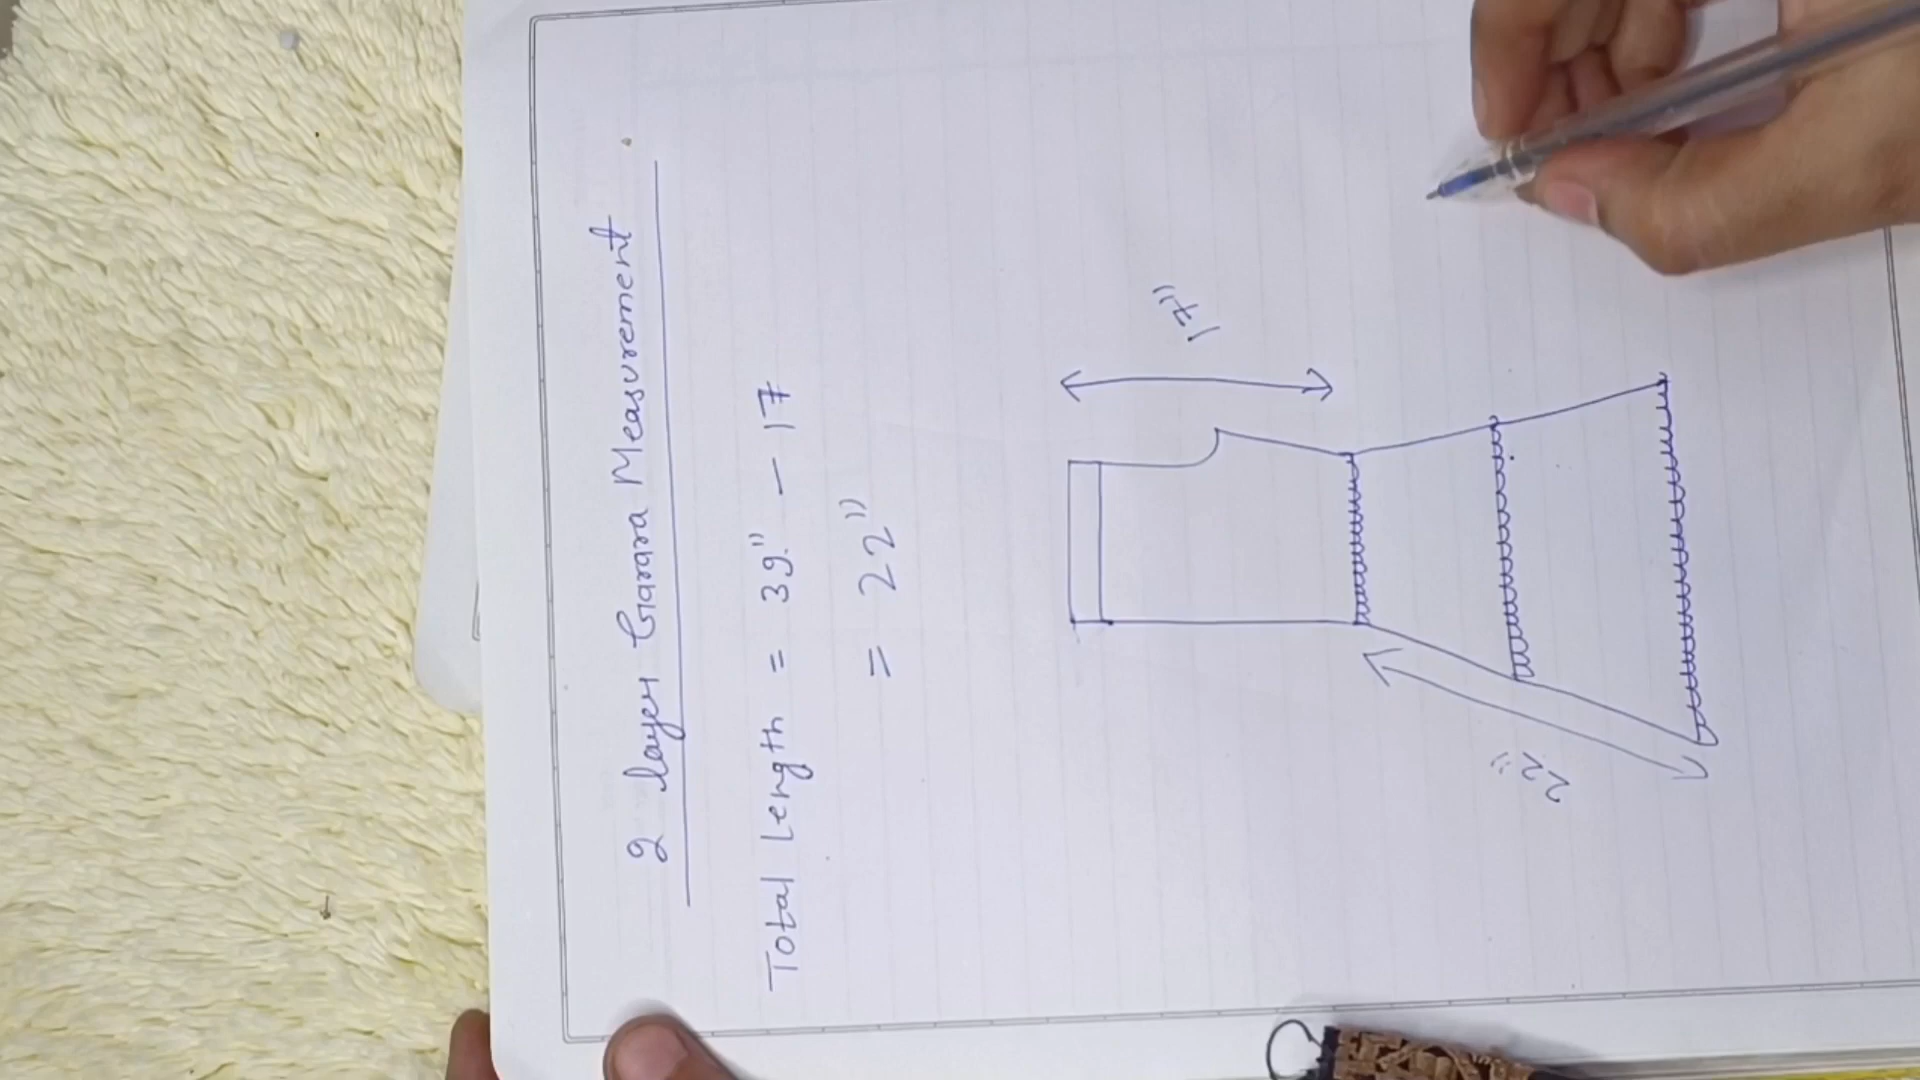 2 layer Garara Measurement.
Total Length = 39" - 17
= 22"
17"
22"